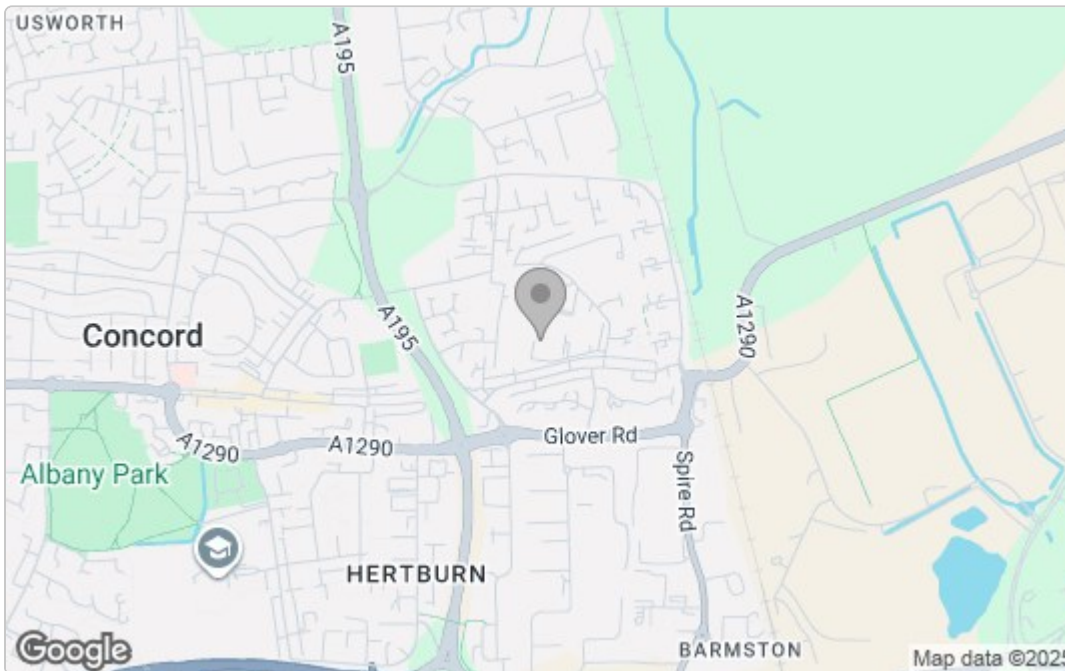 USWORTH
A195
A1290
Concord
A195
Glover Rd
A1290
A1290
Albany Park
Spire Rd
HERTBURN
BARMSTON
Google
Map data ©2025